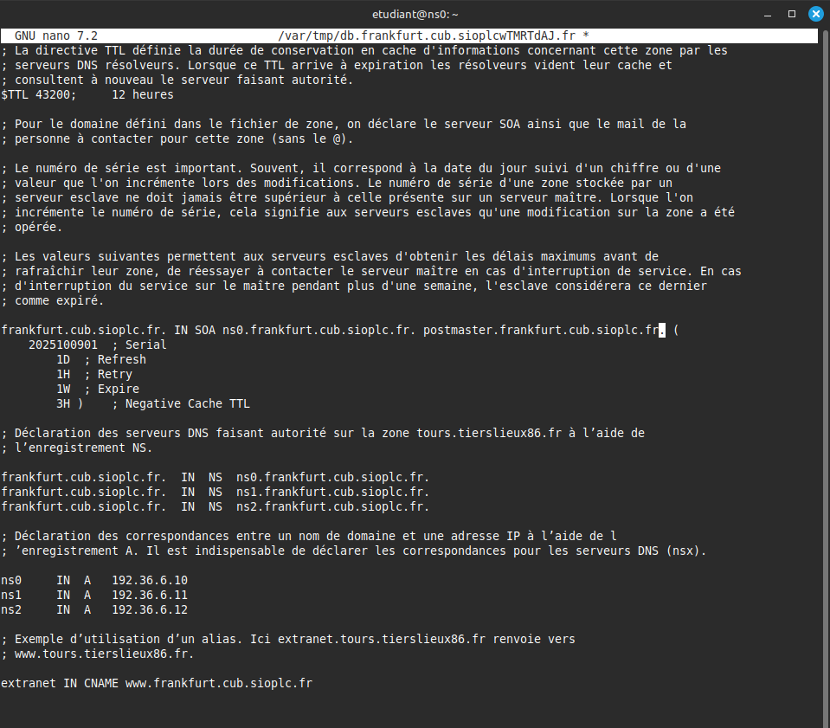 etudiant@ns0: ~
GNU nano 7.2 /var/tmp/db.frankfurt.cub.sioplcwTMRTdAJ.fr *
; La directive TTL définie la durée de conservation en cache d'informations concernant cette zone par les
; serveurs DNS résolveurs. Lorsque ce TTL arrive à expiration les résolveurs vident leur cache et
; consultent à nouveau le serveur faisant autorité.
$TTL 43200;     12 heures
; Pour le domaine défini dans le fichier de zone, on déclare le serveur SOA ainsi que le mail de la
; personne à contacter pour cette zone (sans le @).
; Le numéro de série est important. Souvent, il correspond à la date du jour suivi d'un chiffre ou d'une
; valeur que l'on incrémente lors des modifications. Le numéro de série d'une zone stockée par un
; serveur esclave ne doit jamais être supérieur à celle présente sur un serveur maître. Lorsque l'on
; incrémente le numéro de série, cela signifie aux serveurs esclaves qu'une modification sur la zone a été
; opérée.
; Les valeurs suivantes permettent aux serveurs esclaves d'obtenir les délais maximums avant de
; rafraîchir leur zone, de réessayer à contacter le serveur maître en cas d'interruption de service. En cas
; d'interruption du service sur le maître pendant plus d'une semaine, l'esclave considérera ce dernier
; comme expiré.
frankfurt.cub.sioplc.fr. IN SOA ns0.frankfurt.cub.sioplc.fr. postmaster.frankfurt.cub.sioplc.fr. (
    2025100901  ; Serial
        1D  ; Refresh
        1H  ; Retry
        1W  ; Expire
        3H )    ; Negative Cache TTL
; Déclaration des serveurs DNS faisant autorité sur la zone tours.tierslieux86.fr à l’aide de
; l’enregistrement NS.
frankfurt.cub.sioplc.fr.  IN  NS  ns0.frankfurt.cub.sioplc.fr.
frankfurt.cub.sioplc.fr.  IN  NS  ns1.frankfurt.cub.sioplc.fr.
frankfurt.cub.sioplc.fr.  IN  NS  ns2.frankfurt.cub.sioplc.fr.
; Déclaration des correspondances entre un nom de domaine et une adresse IP à l’aide de l
; ’enregistrement A. Il est indispensable de déclarer les correspondances pour les serveurs DNS (nsx).
ns0     IN  A   192.36.6.10
ns1     IN  A   192.36.6.11
ns2     IN  A   192.36.6.12
; Exemple d’utilisation d’un alias. Ici extranet.tours.tierslieux86.fr renvoie vers
; www.tours.tierslieux86.fr.
extranet IN CNAME www.frankfurt.cub.sioplc.fr